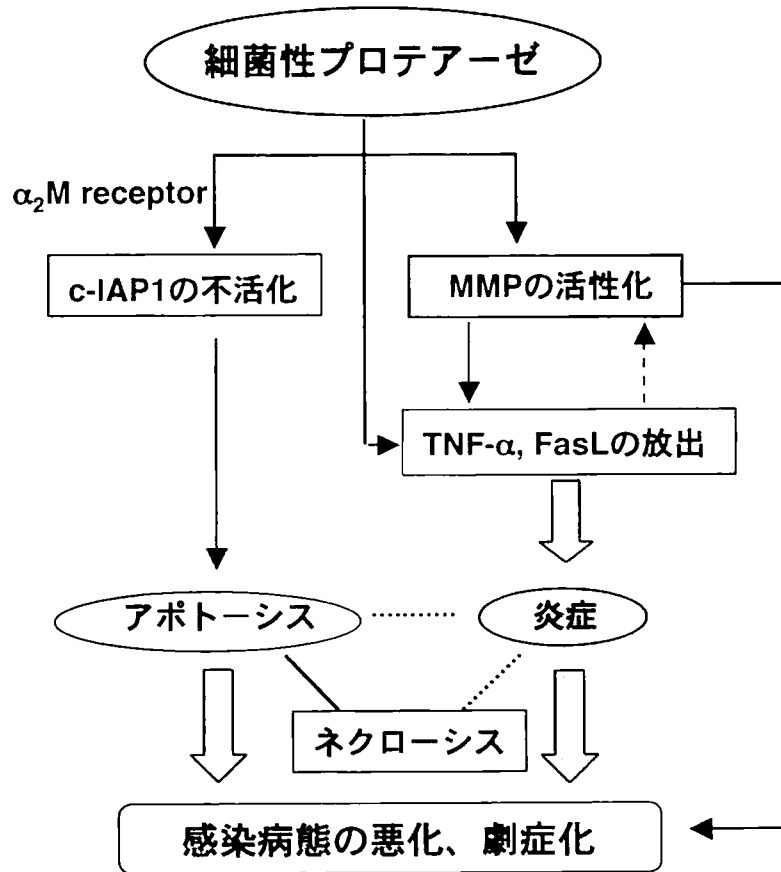 細菌性プロテアーゼ
α₂M receptor
c-IAP1の不活化
MMPの活性化
TNF-α, FasLの放出
アポトーシス
炎症
ネクローシス
感染病態の悪化、劇症化